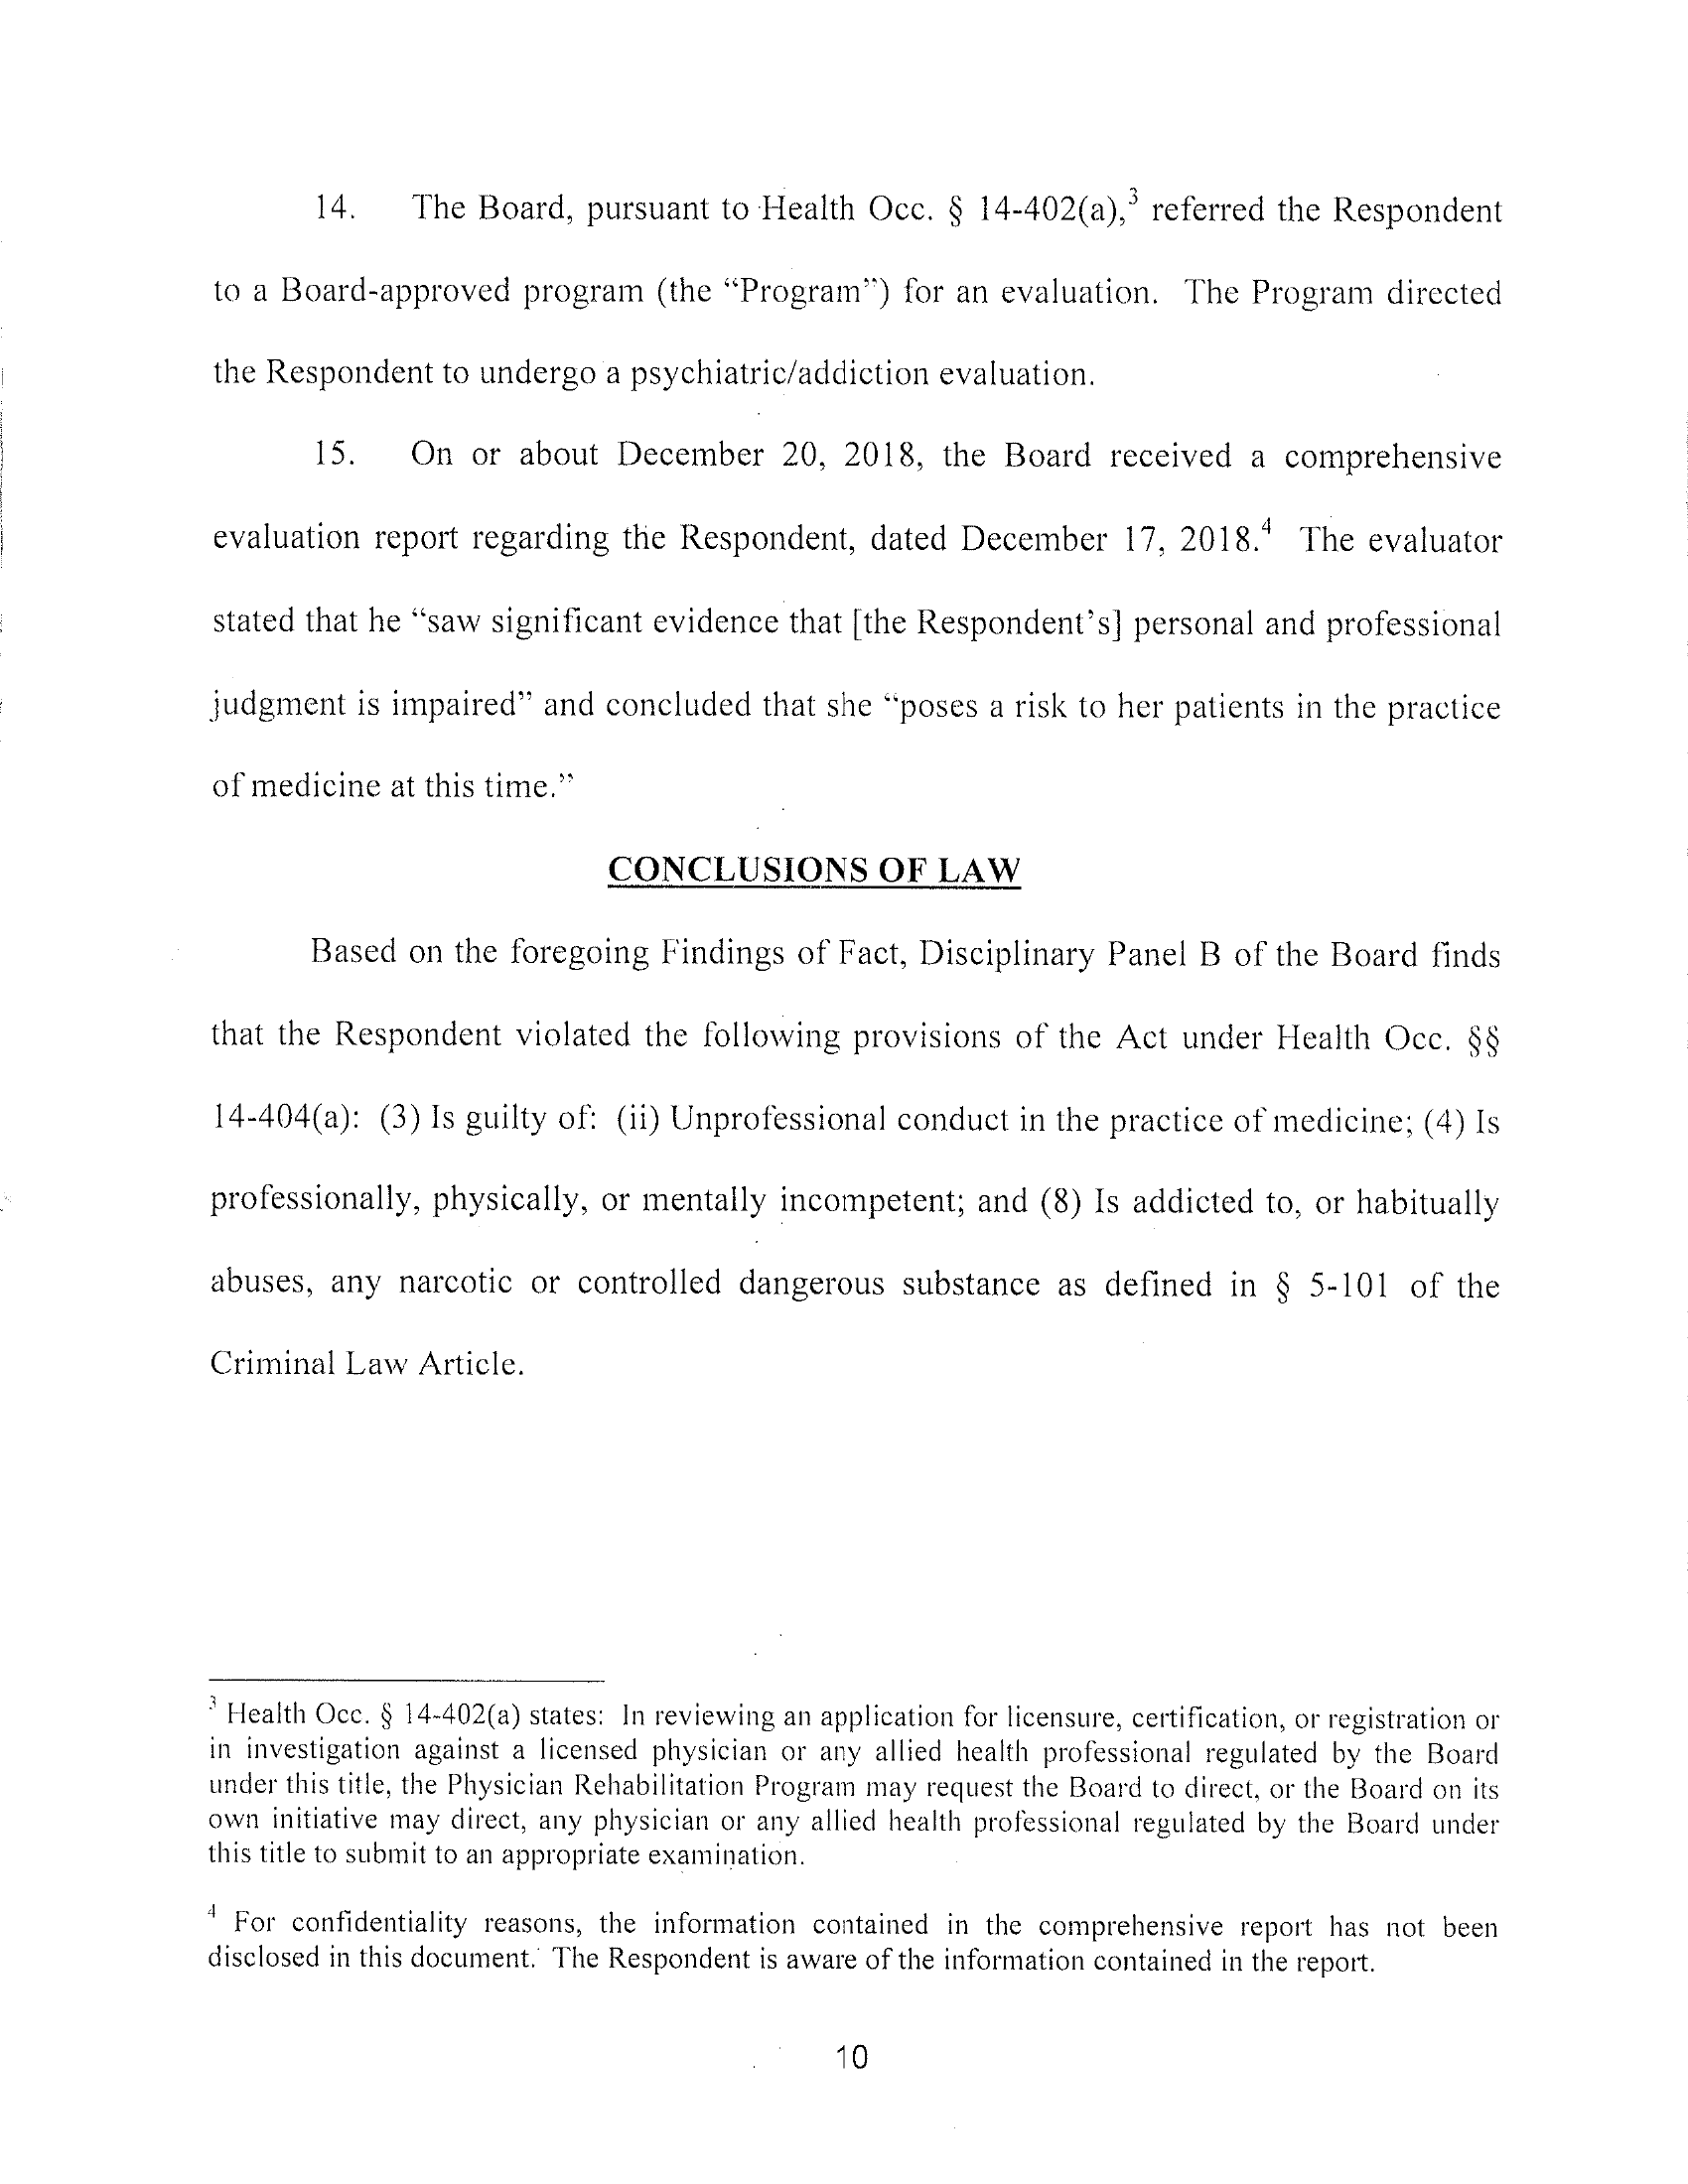 14. The Board, pursuant to Health Occ. § 14-402(a),³ referred the Respondent
to a Board-approved program (the “Program”) for an evaluation. The Program directed
the Respondent to undergo a psychiatric/addiction evaluation.
15. On or about December 20, 2018, the Board received a comprehensive
evaluation report regarding the Respondent, dated December 17, 2018.⁴ The evaluator
stated that he “saw significant evidence that [the Respondent’s] personal and professional
judgment is impaired” and concluded that she “poses a risk to her patients in the practice
of medicine at this time.”
CONCLUSIONS OF LAW
Based on the foregoing Findings of Fact, Disciplinary Panel B of the Board finds
that the Respondent violated the following provisions of the Act under Health Occ. §§
14-404(a): (3) Is guilty of: (ii) Unprofessional conduct in the practice of medicine; (4) Is
professionally, physically, or mentally incompetent; and (8) Is addicted to, or habitually
abuses, any narcotic or controlled dangerous substance as defined in § 5-101 of the
Criminal Law Article.
³ Health Occ. § 14-402(a) states: In reviewing an application for licensure, certification, or registration or
in investigation against a licensed physician or any allied health professional regulated by the Board
under this title, the Physician Rehabilitation Program may request the Board to direct, or the Board on its
own initiative may direct, any physician or any allied health professional regulated by the Board under
this title to submit to an appropriate examination.
⁴ For confidentiality reasons, the information contained in the comprehensive report has not been
disclosed in this document. The Respondent is aware of the information contained in the report.
10